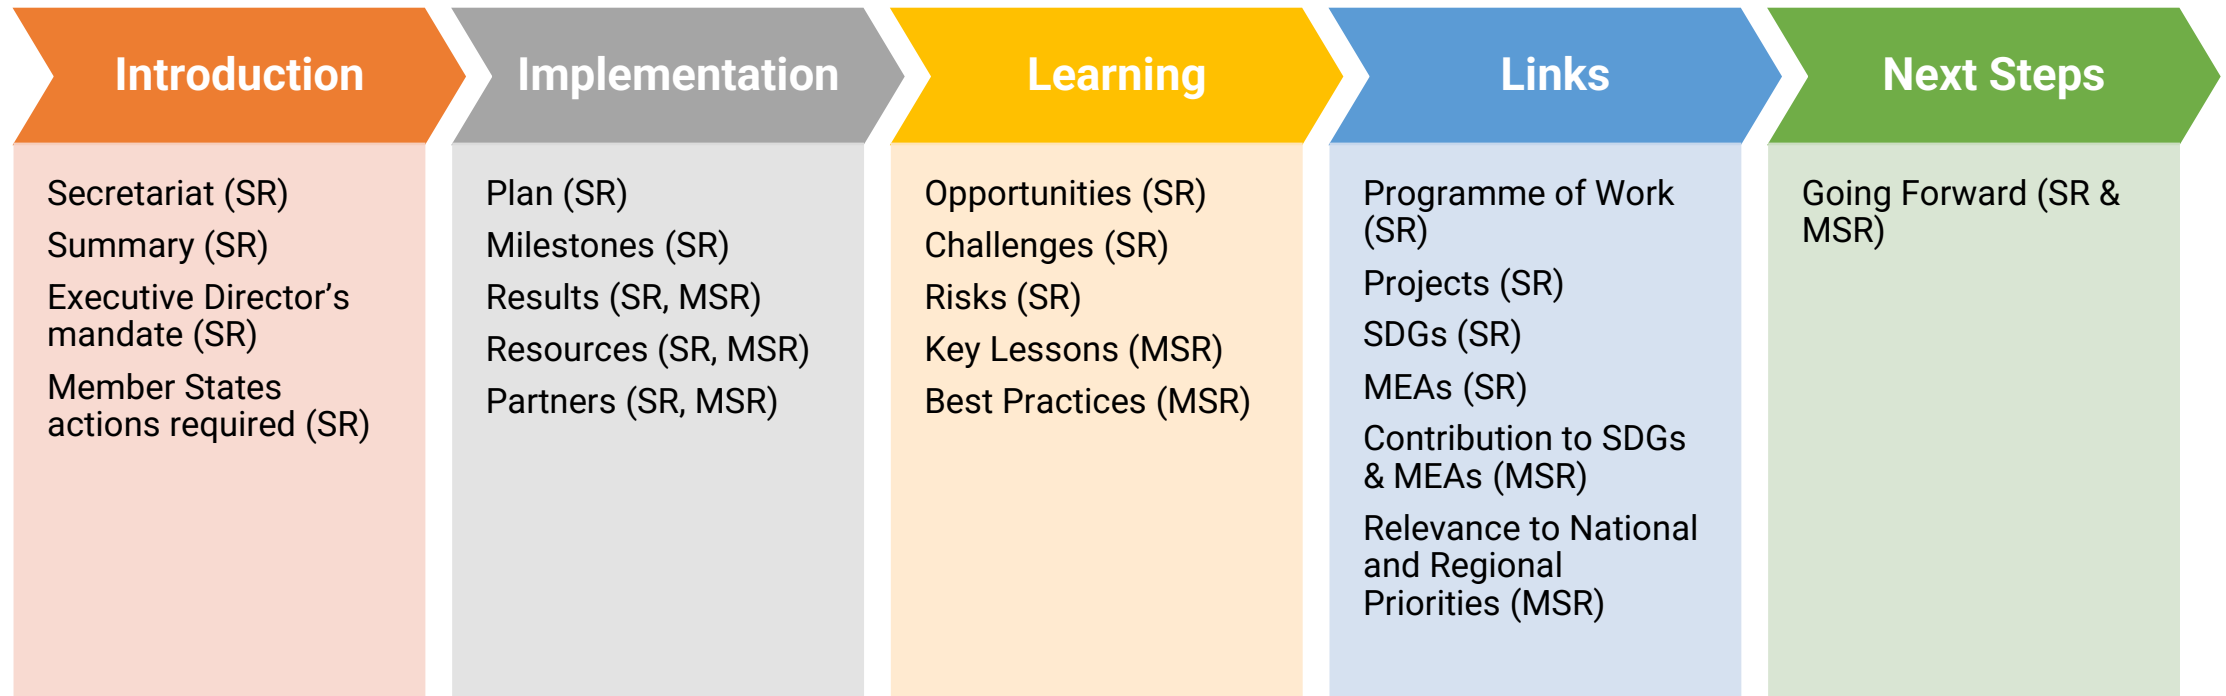 Introduction
Secretariat (SR)
Summary (SR)
Executive Director’s
mandate (SR)
Member States
actions required (SR)
Implementation
Plan (SR)
Milestones (SR)
Results (SR, MSR)
Resources (SR, MSR)
Partners (SR, MSR)
Learning
Opportunities (SR)
Challenges (SR)
Risks (SR)
Key Lessons (MSR)
Best Practices (MSR)
Links
Programme of Work
(SR)
Projects (SR)
SDGs (SR)
MEAs (SR)
Contribution to SDGs
& MEAs (MSR)
Relevance to National
and Regional
Priorities (MSR)
Next Steps
Going Forward (SR &
MSR)